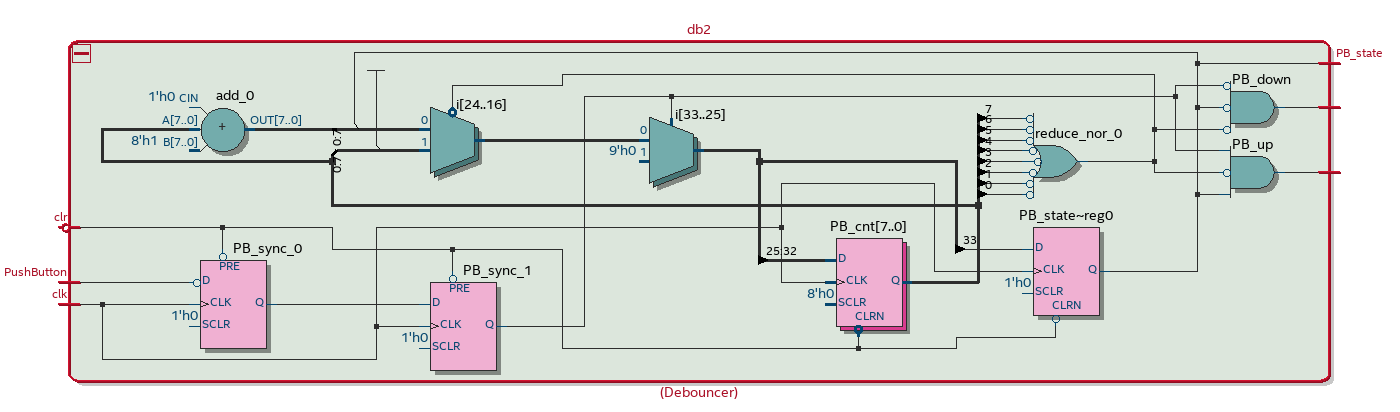 db2
PB_state
PB_down
1'h0 CIN
add_0
A[7..0]
OUT[7..0]
8'h1 B[7..0]
+
0:7
0:7
i[24..16]
0
1
i[33..25]
0
9'h0 1
7
6
5
4
3
2
1
0
reduce_nor_0
PB_up
clr
PB_sync_0
PRE
PushButton
D
clk
CLK
Q
1'h0
SCLR
PB_sync_1
PRE
D
CLK
Q
1'h0
SCLR
25:32
PB_cnt[7..0]
D
CLK
Q
8'h0
SCLR
CLRN
33
PB_state~reg0
D
CLK
Q
1'h0
SCLR
CLRN
(Debouncer)